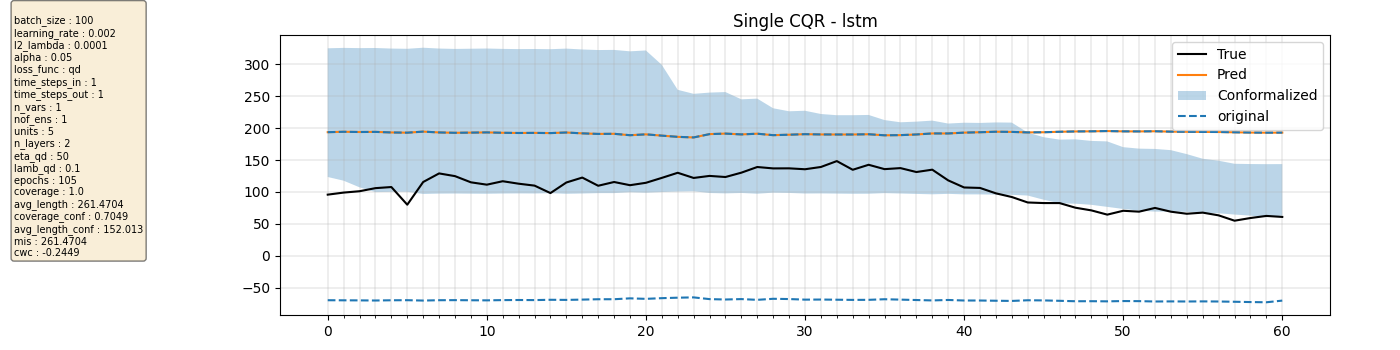 batch_size : 100
learning_rate : 0.002
l2_lambda : 0.0001
alpha : 0.05
loss_func : qd
time_steps_in : 1
time_steps_out : 1
n_vars : 1
nof_ens : 1
units : 5
n_layers : 2
eta_qd : 50
lamb_qd : 0.1
epochs : 105
coverage : 1.0
avg_length : 261.4704
coverage_conf : 0.7049
avg_length_conf : 152.013
mis : 261.4704
cwc : -0.2449
Single CQR - lstm
300
250
200
150
100
50
0
−50
True
Pred
Conformalized
original
0 10 20 30 40 50 60